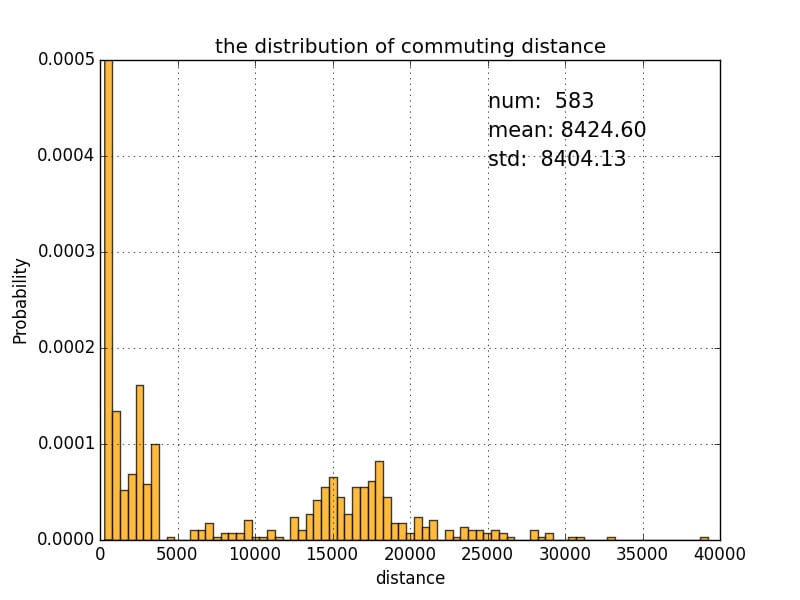 the distribution of commuting distance
0.0005
0.0004
0.0003
0.0002
0.0001
0.0000
Probability
num:  583
mean: 8424.60
std:  8404.13
0 5000 10000 15000 20000 25000 30000 35000 40000
distance